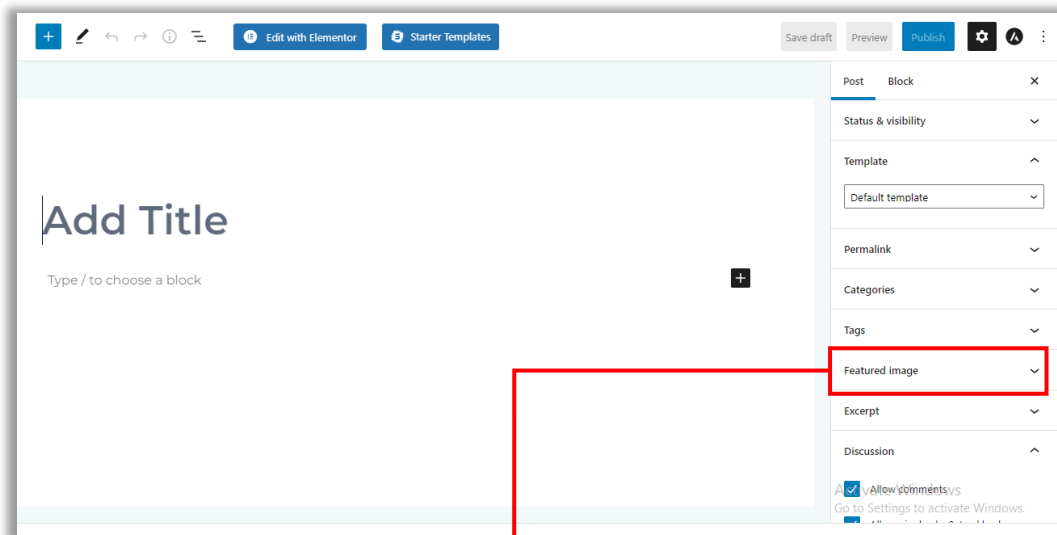 Edit with Elementor
Starter Templates
Save draft
Preview
Publish
Post
Block
Status & visibility
Template
Default template
Add Title
Permalink
Type / to choose a block
Categories
Tags
Featured image
Excerpt
Discussion
Allow comments
Activate Windows
Go to Settings to activate Windows.